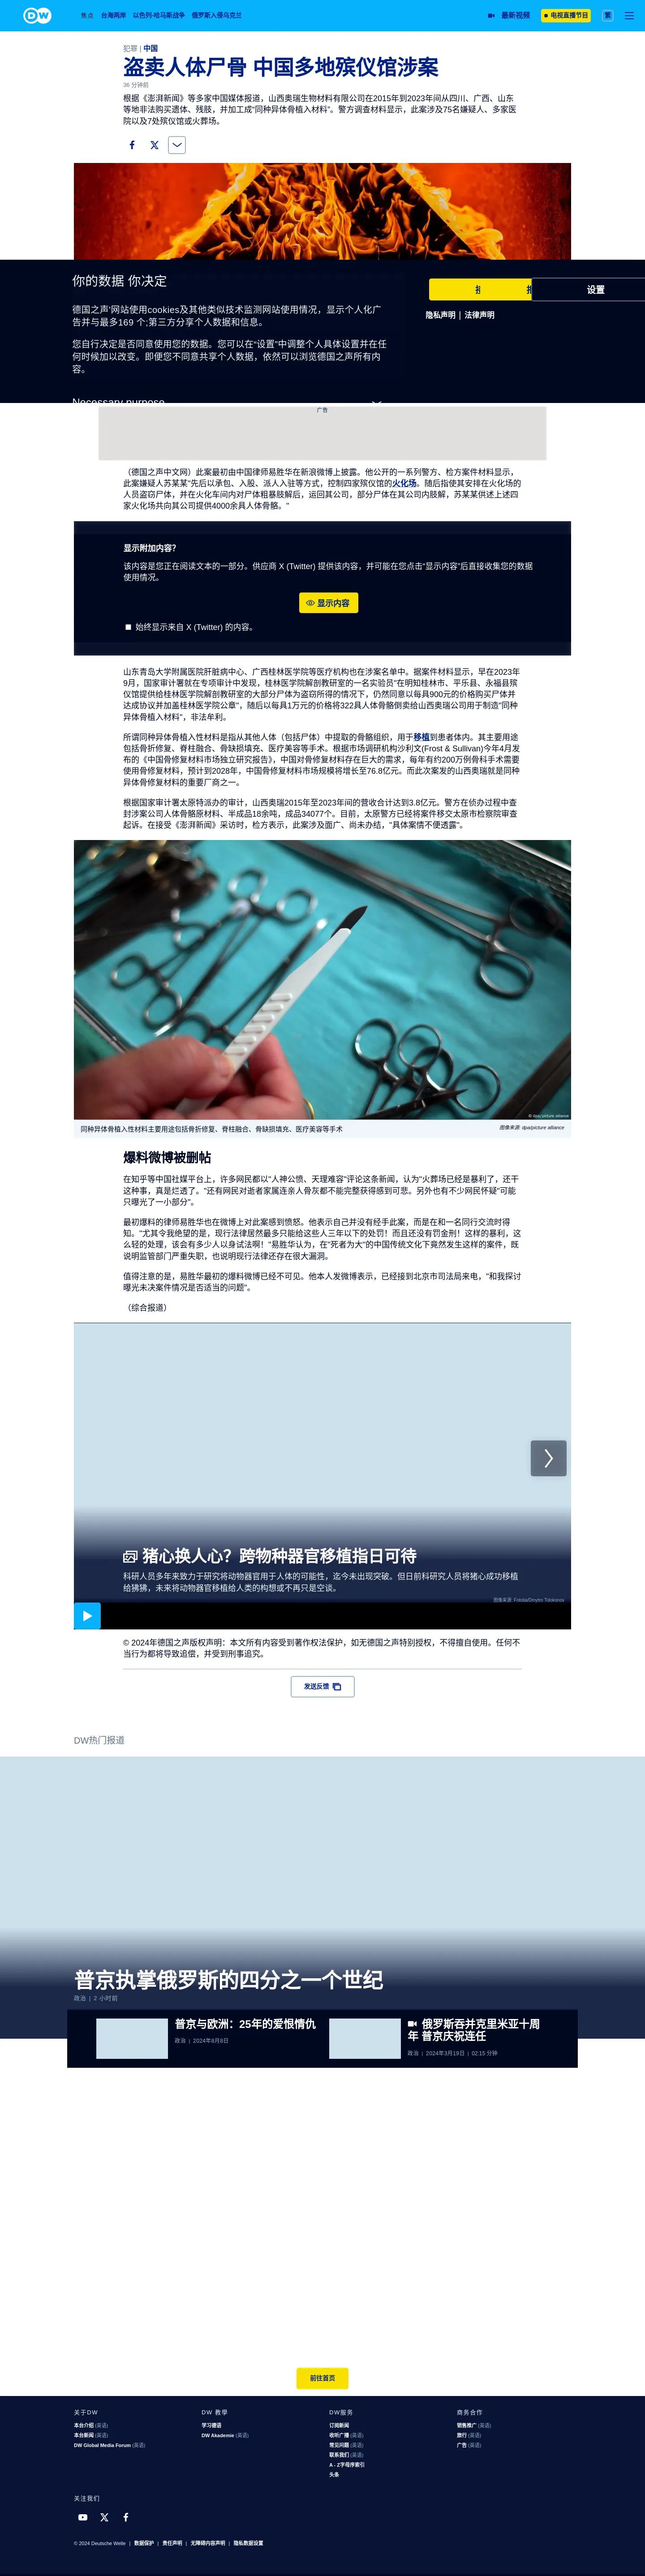 DW
焦点 台海两岸 以色列-哈马斯战争 俄罗斯入侵乌克兰 最新视频 电视直播节目 繁
犯罪 | 中国
盗卖人体尸骨 中国多地殡仪馆涉案
36 分钟前
根据《澎湃新闻》等多家中国媒体报道，山西奥瑞生物材料有限公司在2015年到2023年间从四川、广西、山东
等地非法购买遗体、残肢，并加工成“同种异体骨植入材料”。警方调查材料显示，此案涉及75名嫌疑人、多家医
院以及7处殡仪馆或火葬场。
你的数据 你决定
设置
隐私声明 | 法律声明
德国之声'网站使用cookies及其他类似技术监测网站使用情况，显示个人化广
告并与最多169 个;第三方分享个人数据和信息。
您自行决定是否同意使用您的数据。您可以在“设置”中调整个人具体设置并在任
何时候加以改变。即便您不同意共享个人数据，依然可以浏览德国之声所有内
容。
Necessary purpose
广告
（德国之声中文网）此案最初由中国律师易胜华在新浪微博上披露。他公开的一系列警方、检方案件材料显示，
此案嫌疑人苏某某"先后以承包、入股、派人入驻等方式，控制四家殡仪馆的火化场。随后指使其安排在火化场的
人员盗窃尸体，并在火化车间内对尸体粗暴肢解后，运回其公司，部分尸体在其公司内肢解，苏某某供述上述四
家火化场共向其公司提供4000余具人体骨骼。"
显示附加内容?
该内容是您正在阅读文本的一部分。供应商 X (Twitter) 提供该内容，并可能在您点击“显示内容”后直接收集您的数据
使用情况。
显示内容
始终显示来自 X (Twitter) 的内容。
山东青岛大学附属医院肝脏病中心、广西桂林医学院等医疗机构也在涉案名单中。据案件材料显示，早在2023年
9月，国家审计署就在专项审计中发现，桂林医学院解剖教研室的一名实验员"在明知桂林市、平乐县、永福县殡
仪馆提供给桂林医学院解剖教研室的大部分尸体为盗窃所得的情况下，仍然同意以每具900元的价格购买尸体并
达成协议并加盖桂林医学院公章"，随后以每具1万元的价格将322具人体骨骼倒卖给山西奥瑞公司用于制造"同种
异体骨植入材料"，非法牟利。
所谓同种异体骨植入性材料是指从其他人体（包括尸体）中提取的骨骼组织，用于移植到患者体内。其主要用途
包括骨折修复、脊柱融合、骨缺损填充、医疗美容等手术。根据市场调研机构沙利文(Frost & Sullivan)今年4月发
布的《中国骨修复材料市场独立研究报告》，中国对骨修复材料存在巨大的需求，每年有约200万例骨科手术需要
使用骨修复材料，预计到2028年，中国骨修复材料市场规模将增长至76.8亿元。而此次案发的山西奥瑞就是同种
异体骨修复材料的重要厂商之一。
根据国家审计署太原特派办的审计，山西奥瑞2015年至2023年间的营收合计达到3.8亿元。警方在侦办过程中查
封涉案公司人体骨骼原材料、半成品18余吨，成品34077个。目前，太原警方已经将案件移交太原市检察院审查
起诉。在接受《澎湃新闻》采访时，检方表示，此案涉及面广、尚未办结，"具体案情不便透露"。
© dpa/picture alliance
同种异体骨植入性材料主要用途包括骨折修复、脊柱融合、骨缺损填充、医疗美容等手术
图像来源: dpa/picture alliance
爆料微博被删帖
在知乎等中国社媒平台上，许多网民都以"人神公愤、天理难容"评论这条新闻，认为"火葬场已经是暴利了，还干
这种事，真是烂透了。"还有网民对逝者家属连亲人骨灰都不能完整获得感到可悲。另外也有不少网民怀疑"可能
只曝光了一小部分"。
最初爆料的律师易胜华也在微博上对此案感到愤怒。他表示自己并没有经手此案，而是在和一名同行交流时得
知。"尤其令我绝望的是，现行法律居然最多只能给这些人三年以下的处罚！而且还没有罚金刑！这样的暴利，这
么轻的处理，该会有多少人以身试法啊！"易胜华认为，在"死者为大"的中国传统文化下竟然发生这样的案件，既
说明监管部门严重失职，也说明现行法律还存在很大漏洞。
值得注意的是，易胜华最初的爆料微博已经不可见。他本人发微博表示，已经接到北京市司法局来电，"和我探讨
曝光未决案件情况是否适当的问题"。
（综合报道）
猪心换人心？跨物种器官移植指日可待
科研人员多年来致力于研究将动物器官用于人体的可能性，迄今未出现突破。但日前科研究人员将猪心成功移植
给狒狒，未来将动物器官移植给人类的构想或不再只是空谈。
图像来源: Fotolia/Dmytro Tolokonov
© 2024年德国之声版权声明：本文所有内容受到著作权法保护，如无德国之声特别授权，不得擅自使用。任何不
当行为都将导致追偿，并受到刑事追究。
发送反馈
DW热门报道
普京执掌俄罗斯的四分之一个世纪
政治 | 2 小时前
普京与欧洲：25年的爱恨情仇
政治 | 2024年8月8日
俄罗斯吞并克里米亚十周
年 普京庆祝连任
政治 | 2024年3月19日 | 02:15 分钟
前往首页
关于DW
本台介绍 (英语)
本台新闻 (英语)
DW Global Media Forum (英语)
DW 教學
学习德语
DW Akademie (英语)
DW服务
订阅新闻
收听广播 (英语)
常见问题 (英语)
联系我们 (英语)
A - Z字母序索引
头条
商务合作
销售推广 (英语)
旅行 (英语)
广告 (英语)
关注我们
© 2024 Deutsche Welle | 数据保护 | 责任声明 | 无障碍内容声明 | 隐私数据设置